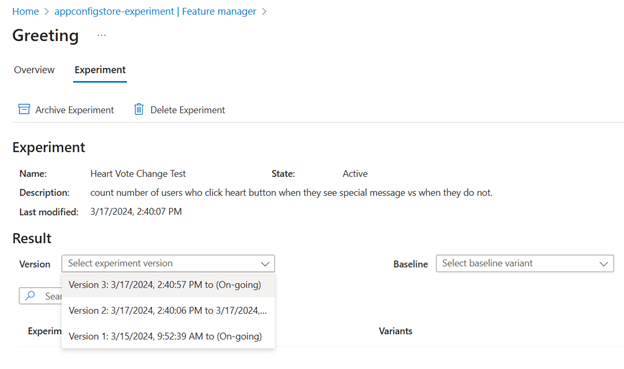 Home > appconfigstore-experiment | Feature manager >
Greeting ...
Overview Experiment
Archive Experiment Delete Experiment
Experiment
Name: Heart Vote Change Test State: Active
Description: count number of users who click heart button when they see special message vs when they do not.
Last modified: 3/17/2024, 2:40:07 PM
Result
Version Select experiment version Baseline Select baseline variant
Version 3: 3/17/2024, 2:40:57 PM to (On-going)
Version 2: 3/17/2024, 2:40:06 PM to 3/17/2024,...
Version 1: 3/15/2024, 9:52:39 AM to (On-going)
Variants